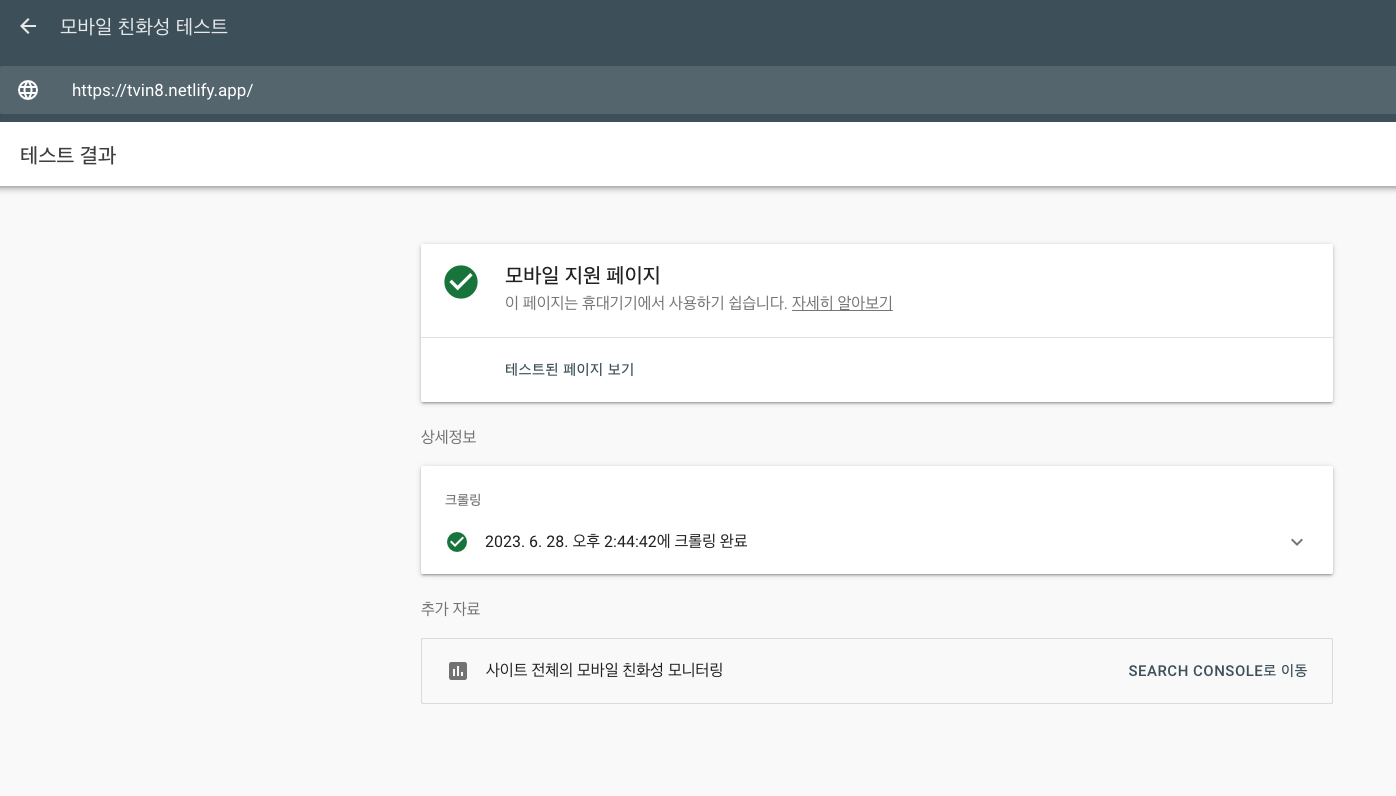 모바일 친화성 테스트
https://tvin8.netlify.app/
테스트 결과
모바일 지원 페이지
이 페이지는 휴대기기에서 사용하기 쉽습니다. 자세히 알아보기
테스트된 페이지 보기
상세정보
크롤링
2023. 6. 28. 오후 2:44:42에 크롤링 완료
추가 자료
사이트 전체의 모바일 친화성 모니터링
SEARCH CONSOLE로 이동